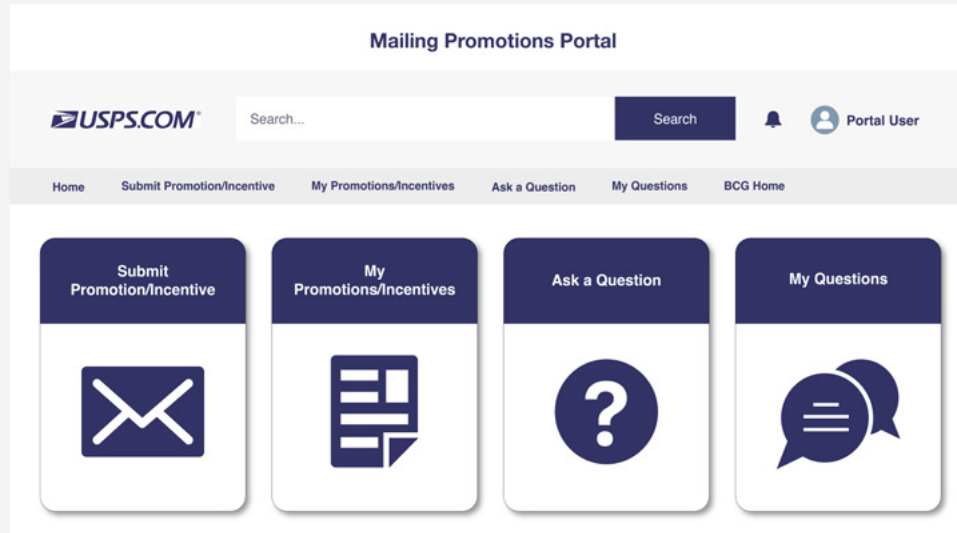 Mailing Promotions Portal
USPS.COM®
Search...
Search
Portal User
Home
Submit Promotion/Incentive
My Promotions/Incentives
Ask a Question
My Questions
BCG Home
Submit
Promotion/Incentive
My
Promotions/Incentives
Ask a Question
My Questions
?